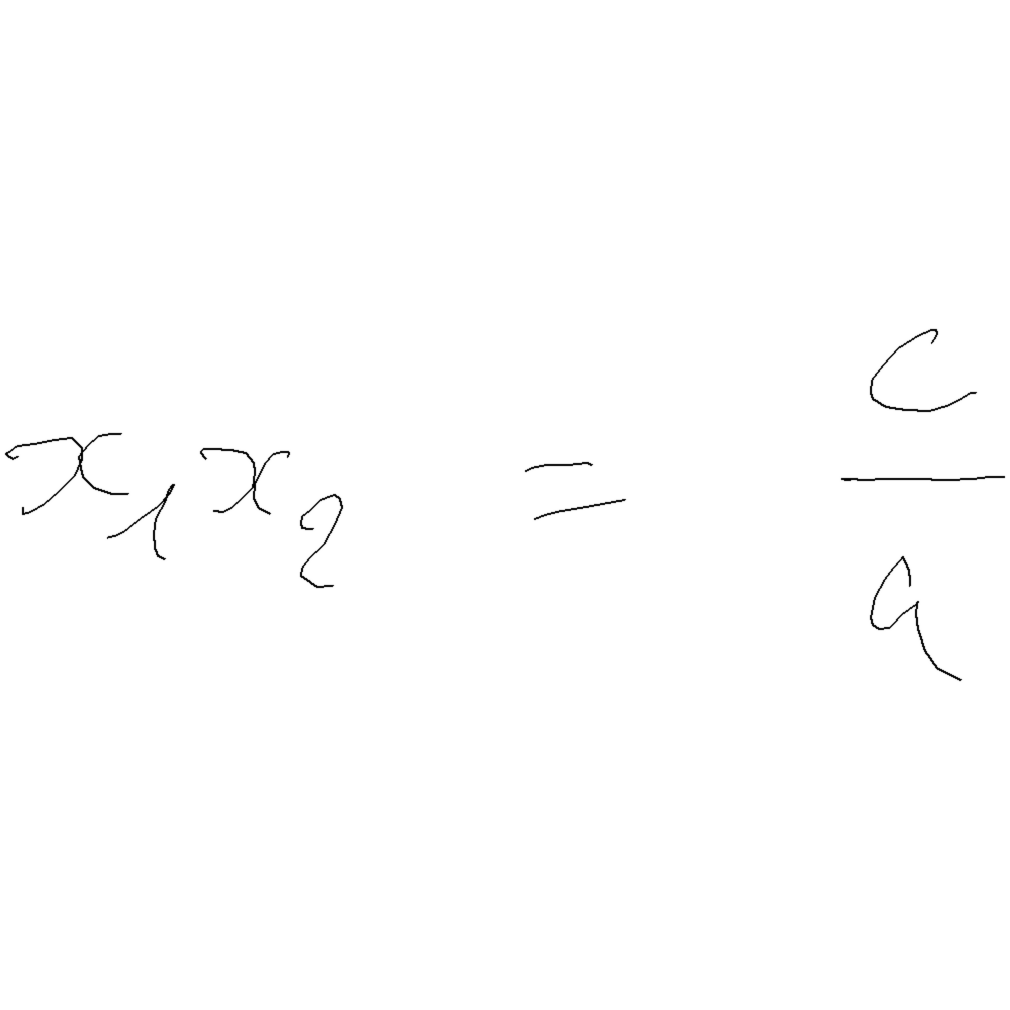 x₁x₂ = c/a